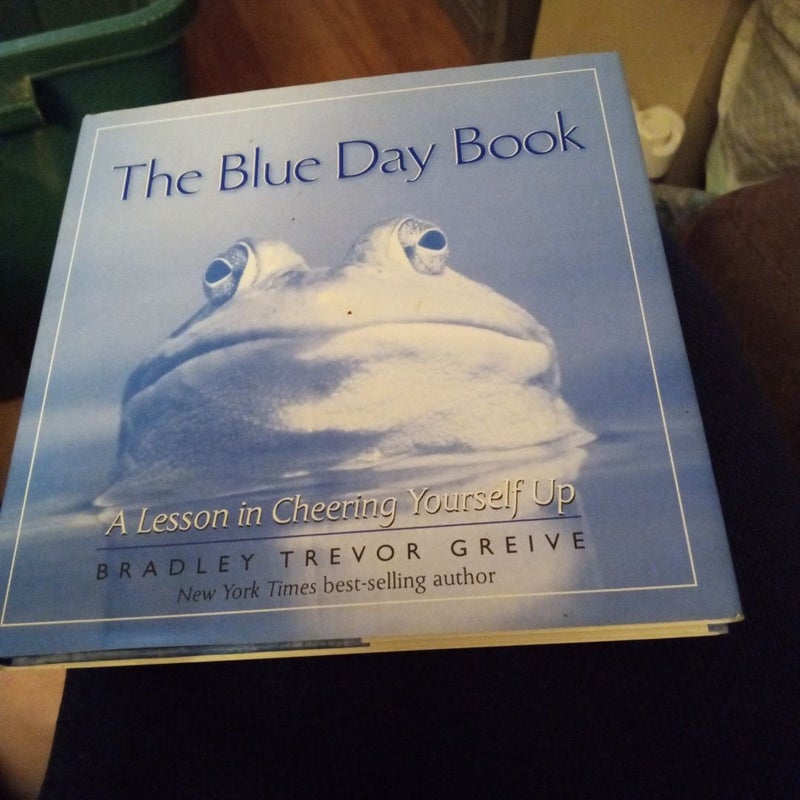 The Blue Day Book
A Lesson in Cheering Yourself Up
BRADLEY TREVOR GREIVE
New York Times best-selling author